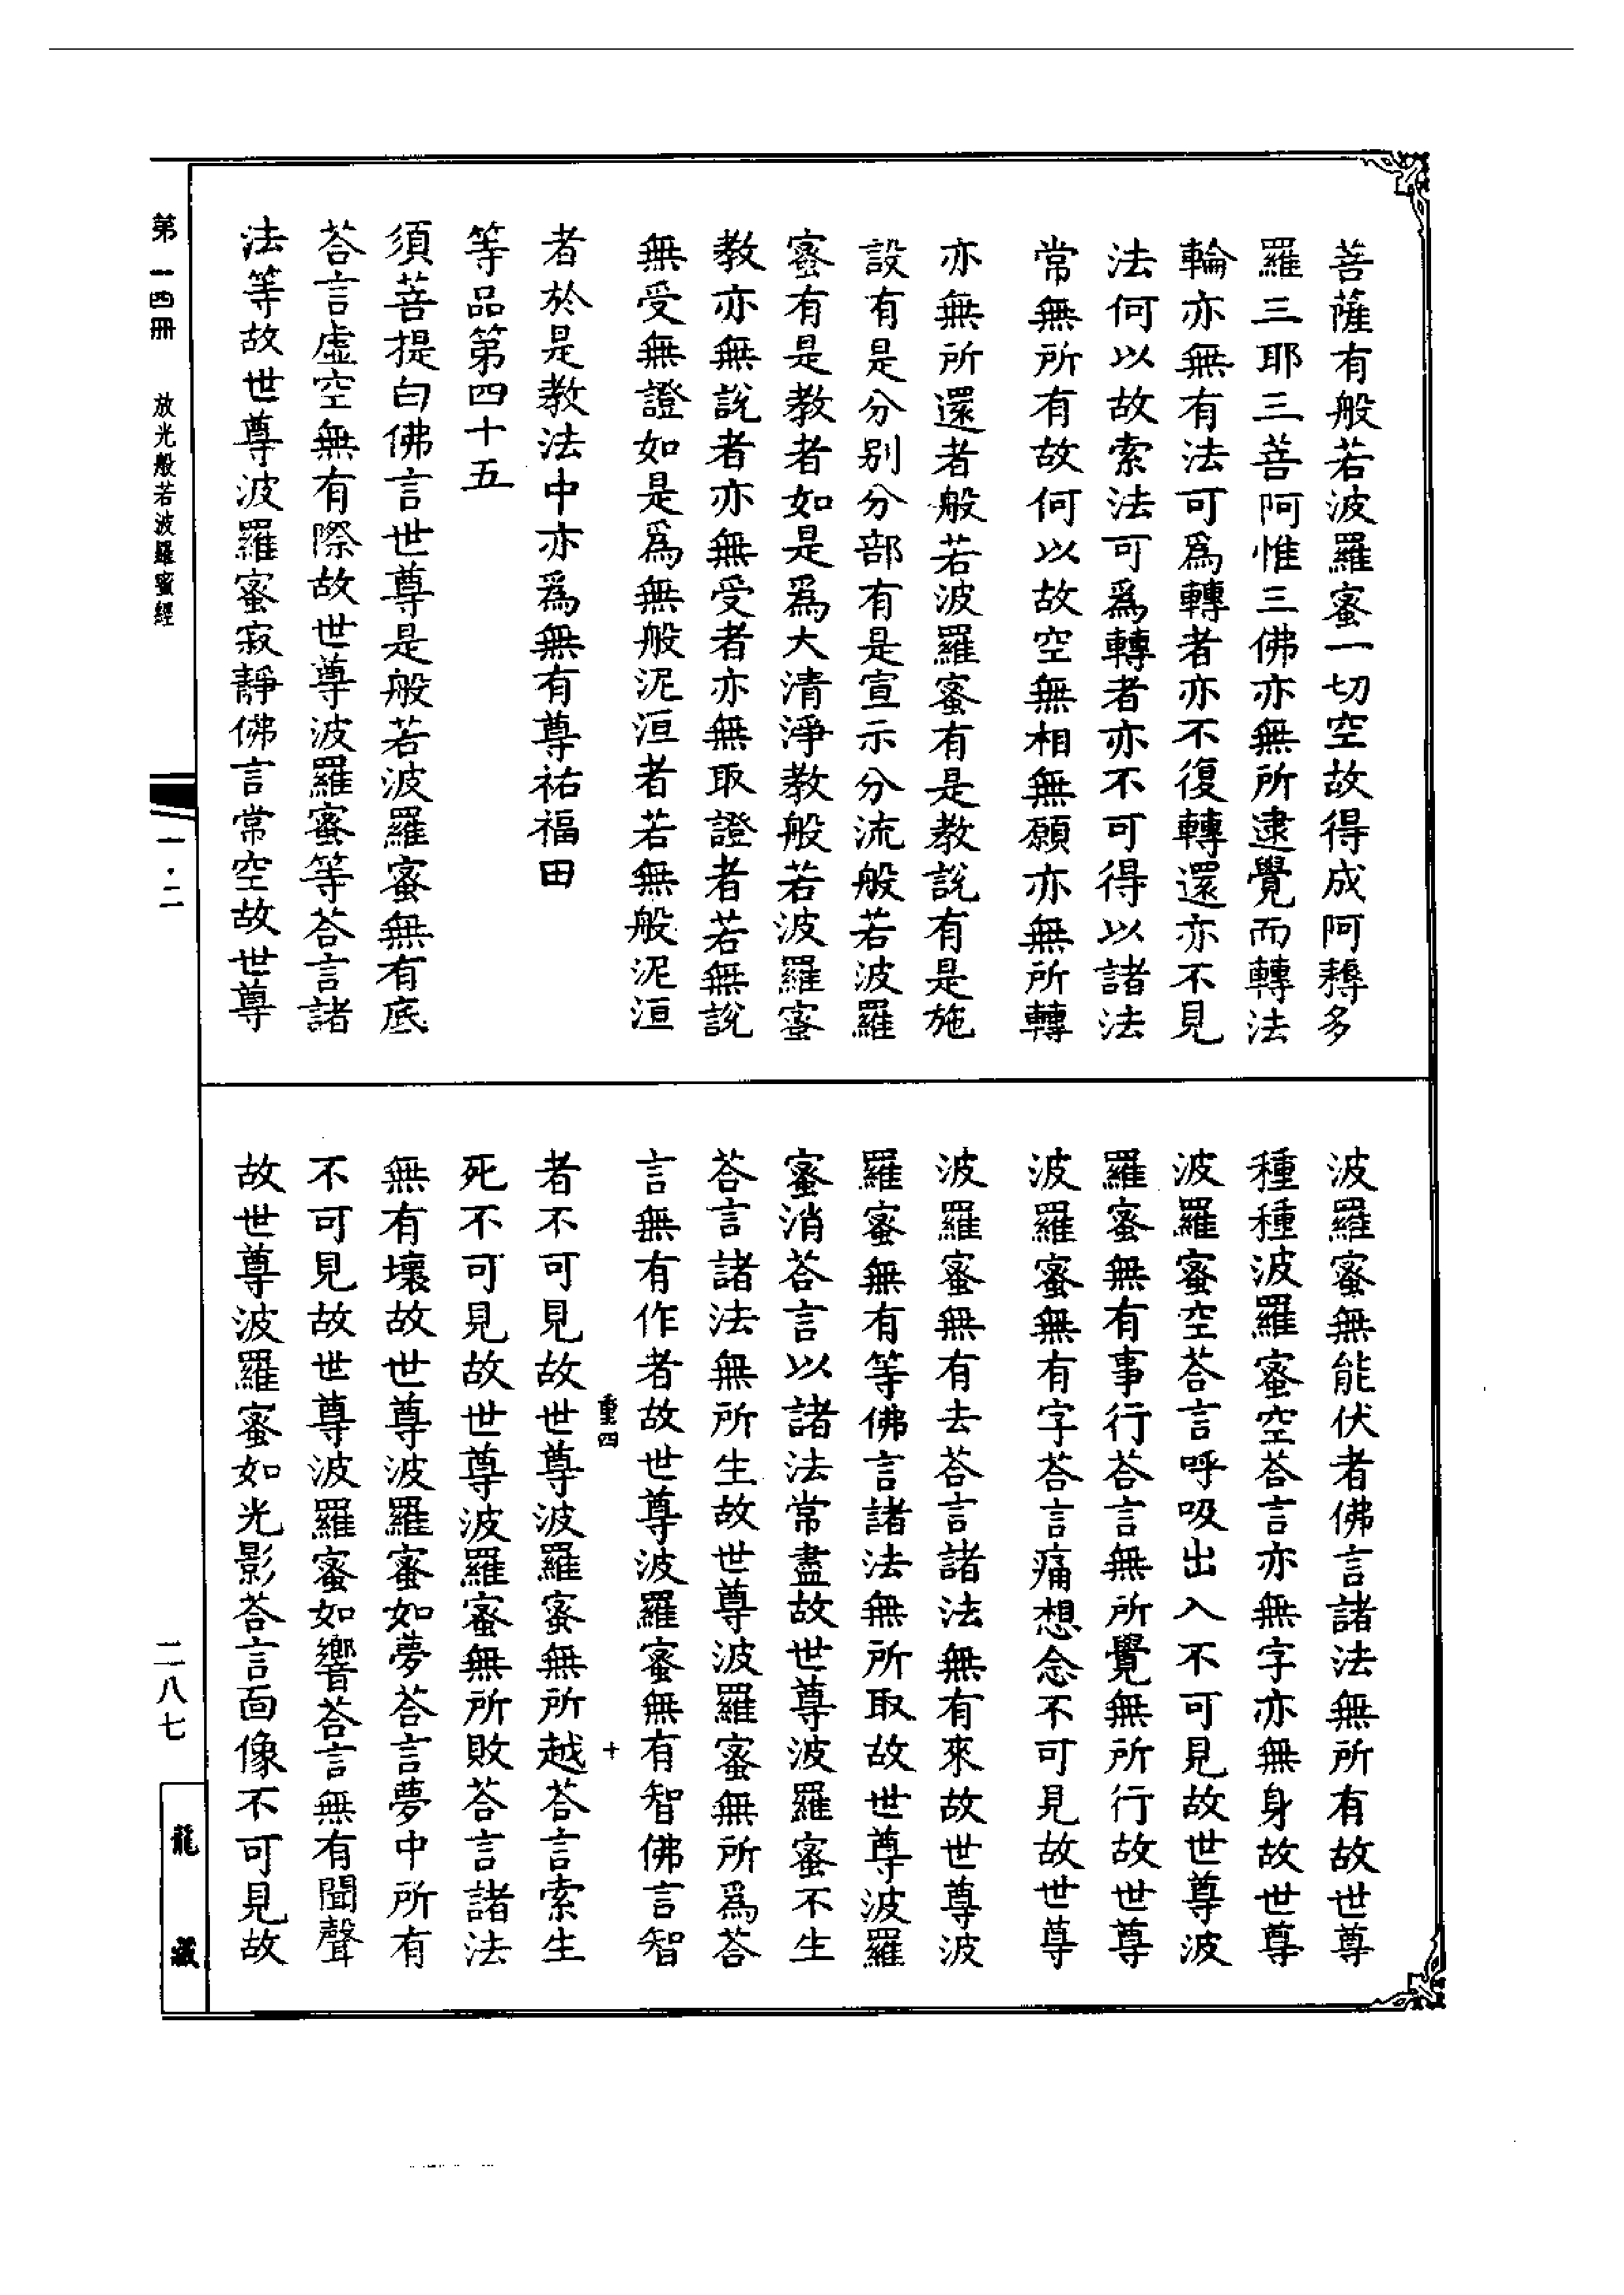 菩薩有般若波羅蜜一切空故得成阿耨多
羅三耶三菩阿惟三佛亦無所逮覺而轉法
輪亦無有法可爲轉者亦不復轉還亦不見
法何以故索法可爲轉者亦不可得以諸法
常無所有故何以故空無相無願亦無所轉
亦無所還者般若波羅蜜有是教說有是施
設有是分別分部有是宣示分流般若波羅
蜜有是教者如是爲大清淨教般若波羅蜜
教亦無說者亦無受者亦無取證者若無說
無受無證如是爲無般泥洹者若無般泥洹
者於是教法中亦爲無有尊祐福田
等品第四十五
須菩提白佛言世尊是般若波羅蜜無有底
荅言虛空無有際故世尊波羅蜜等荅言諸
法等故世尊波羅蜜寂靜佛言常空故世尊
波羅蜜無能伏者佛言諸法無所有故世尊
種種波羅蜜空荅言亦無字亦無身故世尊
波羅蜜空荅言呼吸出入不可見故世尊波
羅蜜無有事行荅言無所覺無所行故世尊
波羅蜜無有字荅言痛想念不可見故世尊
波羅蜜無有去荅言諸法無有來故世尊波
羅蜜無有等佛言諸法無所取故世尊波羅
蜜消荅言以諸法常盡故世尊波羅蜜不生
荅言諸法無所生故世尊波羅蜜無所爲荅
言無有作者故世尊波羅蜜無有智佛言智
重四 十
者不可見故世尊波羅蜜無所越荅言索生
死不可見故世尊波羅蜜無所敗荅言諸法
無有壞故世尊波羅蜜如夢荅言夢中所有
不可見故世尊波羅蜜如響荅言無有聞聲
故世尊波羅蜜如光影荅言面像不可見故
第一四冊 放光般若波羅蜜經 一·二 二八七 龍藏